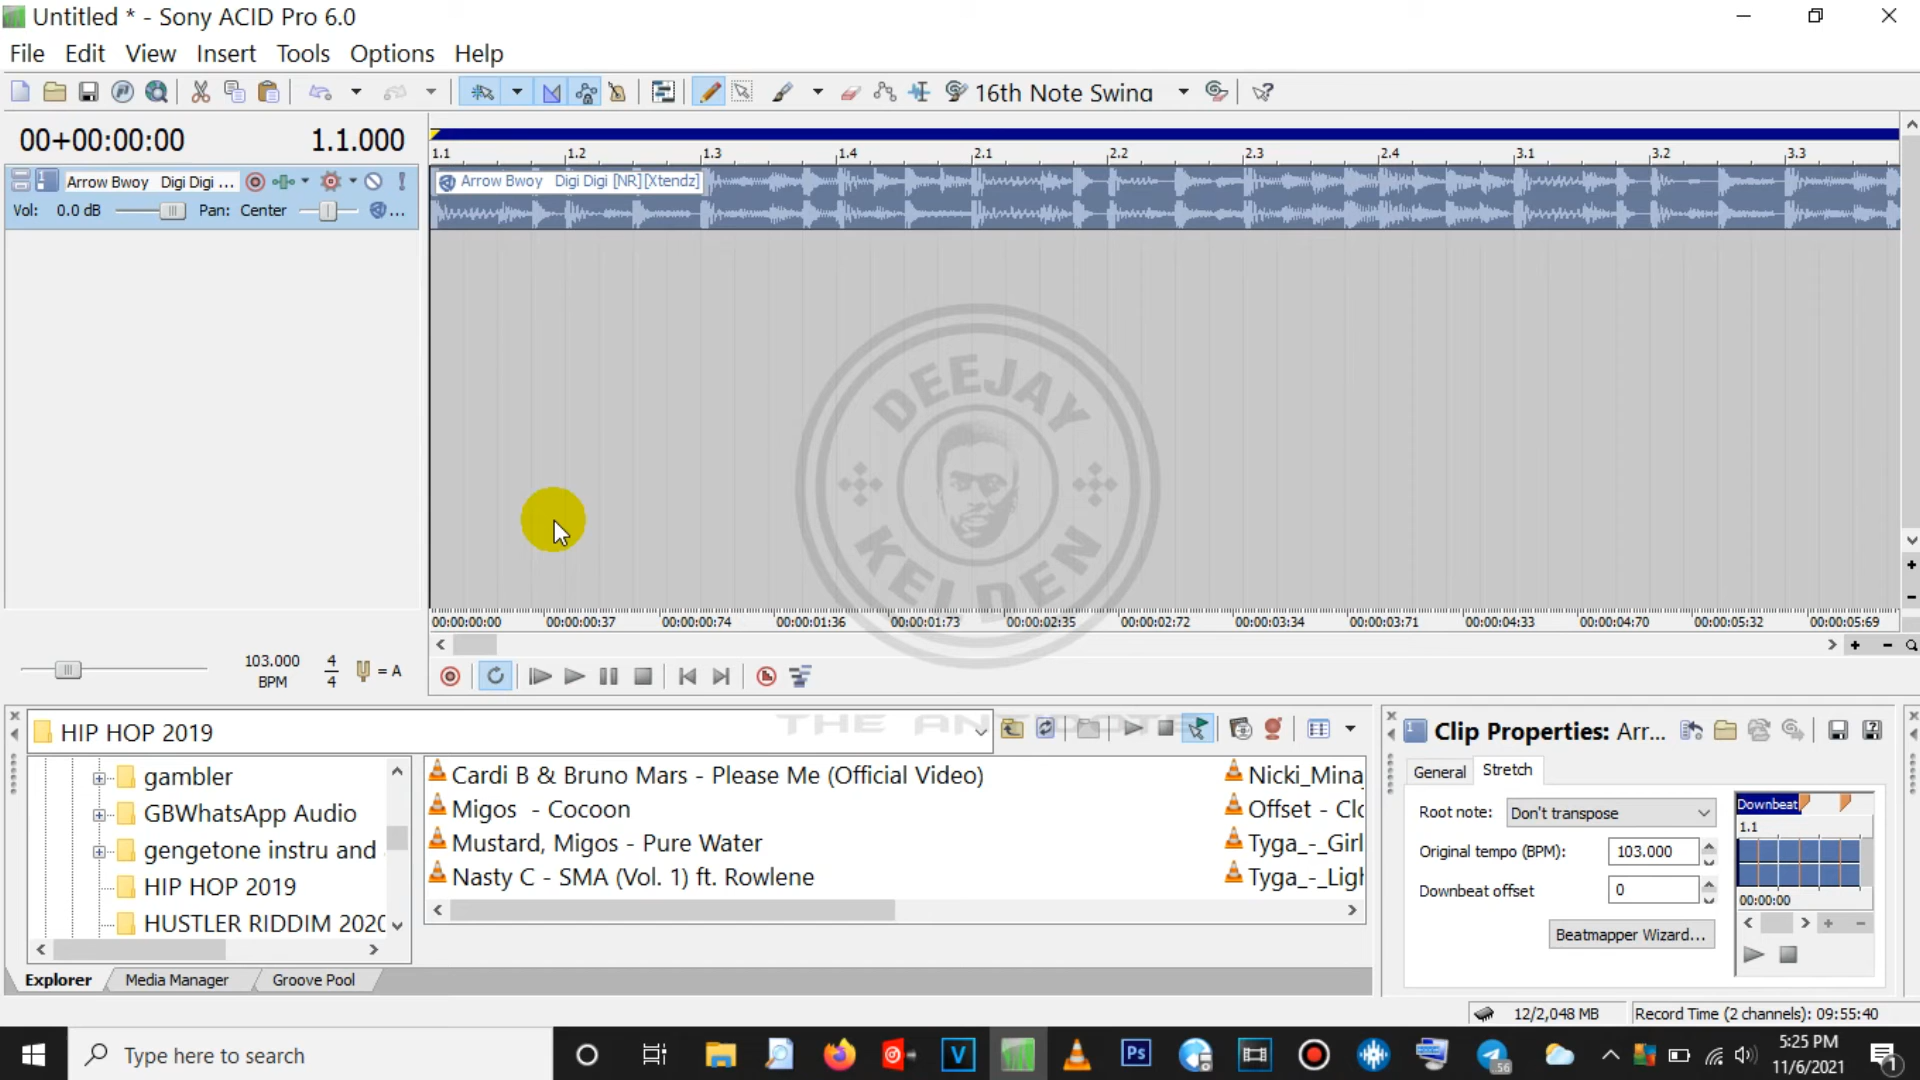 Untitled * - Sony ACID Pro 6.0
File Edit View Insert Tools Options Help
16th Note Swing
00+00:00:00 1.1.000
1.1 1.2 1.3 1.4 2.1 2.2 2.3 2.4 3.1 3.2 3.3
Arrow Bwoy Digi Digi ...
Arrow Bwoy Digi Digi [NR][Xtendz]
Vol: 0.0 dB Pan: Center
DEEJAY
KELDEN
00:00:00:00 00:00:00:37 00:00:00:74 00:00:01:36 00:00:01:73 00:00:02:35 00:00:02:72 00:00:03:34 00:00:03:71 00:00:04:33 00:00:04:70 00:00:05:32 00:00:05:69
103.000
BPM
4
4
= A
HIP HOP 2019
gambler
GBWhatsApp Audio
gengetone instru and
HIP HOP 2019
HUSTLER RIDDIM 2020
Cardi B & Bruno Mars - Please Me (Official Video)
Migos - Cocoon
Mustard, Migos - Pure Water
Nasty C - SMA (Vol. 1) ft. Rowlene
Nicki_Mina
Offset - Clo
Tyga_-_Girl
Tyga_-_Ligh
Explorer Media Manager Groove Pool
Clip Properties: Arr...
General Stretch
Root note: Don't transpose
Original tempo (BPM): 103.000
Downbeat offset 0
Beatmapper Wizard...
Downbeat
1.1
00:00:00
12/2,048 MB Record Time (2 channels): 09:55:40
Type here to search
Ps
V
56
5:25 PM
11/6/2021
1